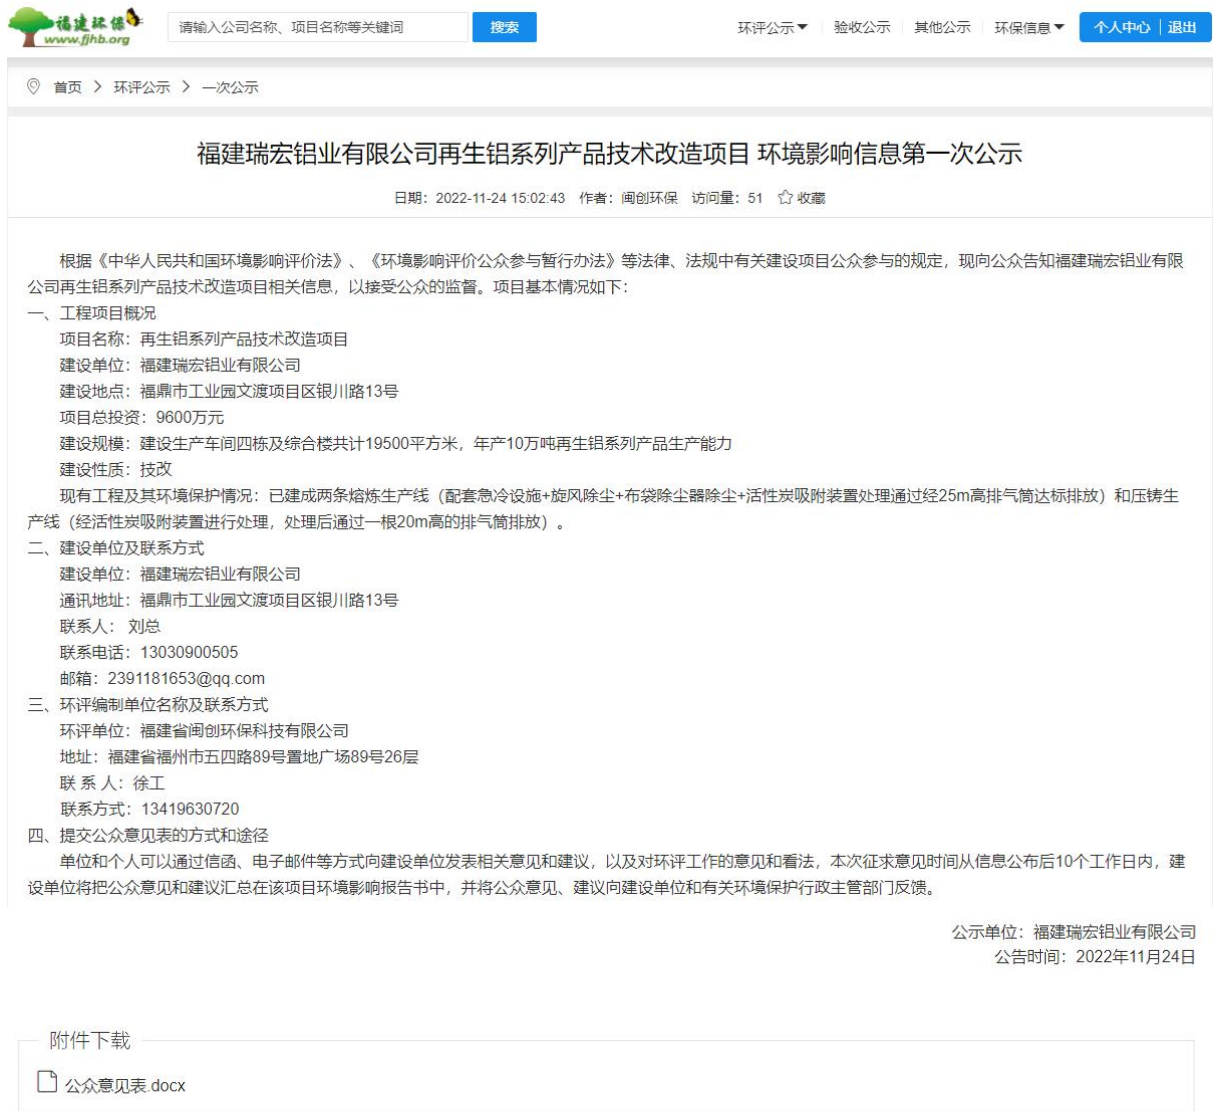 福建环保
www.fjhb.org
请输入公司名称、项目名称等关键词
搜索
环评公示
验收公示
其他公示
环保信息
个人中心 | 退出
首页 > 环评公示 > 一次公示
福建瑞宏铝业有限公司再生铝系列产品技术改造项目 环境影响信息第一次公示
日期：2022-11-24 15:02:43 作者：闽创环保 访问量：51 收藏
根据《中华人民共和国环境影响评价法》、《环境影响评价公众参与暂行办法》等法律、法规中有关建设项目公众参与的规定，现向公众告知福建瑞宏铝业有限
公司再生铝系列产品技术改造项目相关信息，以接受公众的监督。项目基本情况如下：
一、工程项目概况
项目名称：再生铝系列产品技术改造项目
建设单位：福建瑞宏铝业有限公司
建设地点：福鼎市工业园文渡项目区银川路13号
项目总投资：9600万元
建设规模：建设生产车间四栋及综合楼共计19500平方米，年产10万吨再生铝系列产品生产能力
建设性质：技改
现有工程及其环境保护情况：已建成两条熔炼生产线（配套急冷设施+旋风除尘+布袋除尘器除尘+活性炭吸附装置处理通过经25m高排气筒达标排放）和压铸生
产线（经活性炭吸附装置进行处理，处理后通过一根20m高的排气筒排放）。
二、建设单位及联系方式
建设单位：福建瑞宏铝业有限公司
通讯地址：福鼎市工业园文渡项目区银川路13号
联系人： 刘总
联系电话：13030900505
邮箱：2391181653@qq.com
三、环评编制单位名称及联系方式
环评单位：福建省闽创环保科技有限公司
地址：福建省福州市五四路89号置地广场89号26层
联 系 人：徐工
联系方式：13419630720
四、提交公众意见表的方式和途径
单位和个人可以通过信函、电子邮件等方式向建设单位发表相关意见和建议，以及对环评工作的意见和看法，本次征求意见时间从信息公布后10个工作日内，建
设单位将把公众意见和建议汇总在该项目环境影响报告书中，并将公众意见、建议向建设单位和有关环境保护行政主管部门反馈。
公示单位：福建瑞宏铝业有限公司
公告时间：2022年11月24日
附件下载
公众意见表.docx